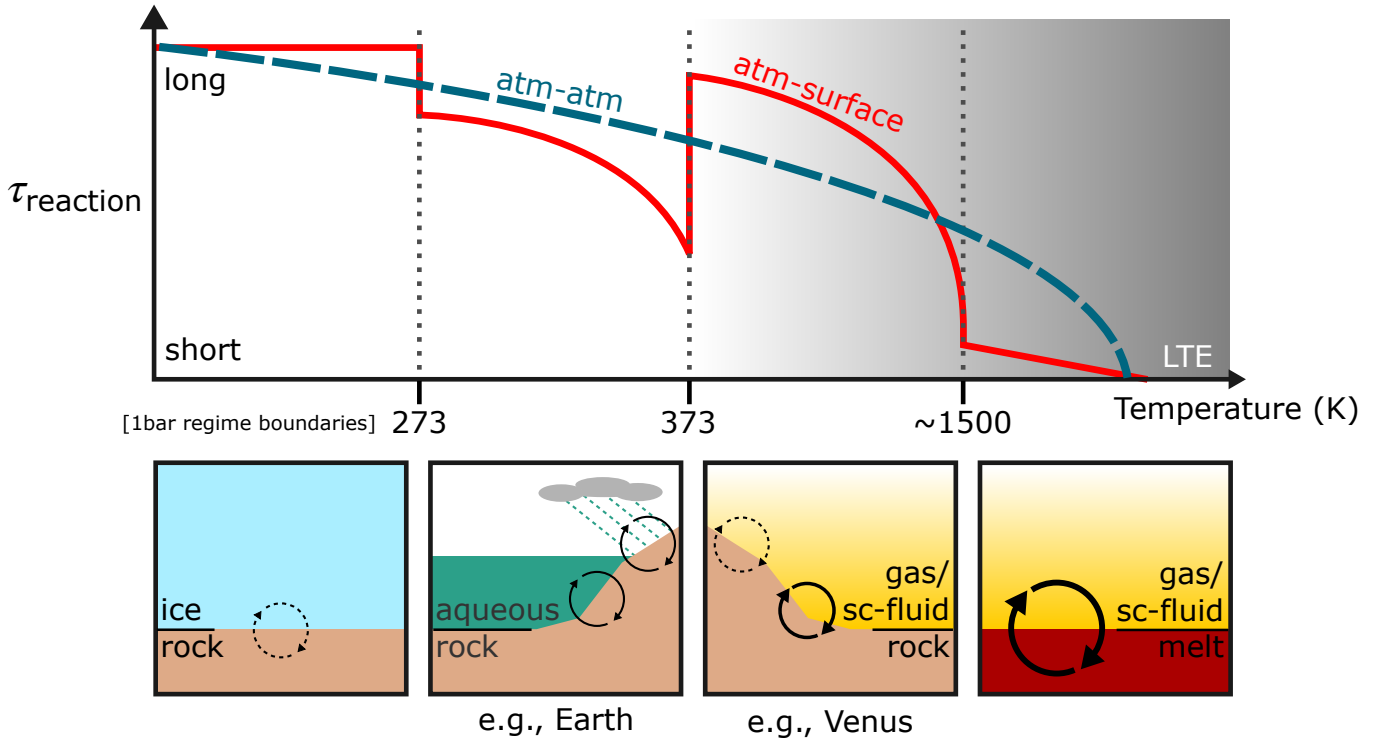 long
atm-atm
atm-surface
τreaction
short
LTE
[1bar regime boundaries]
273
373
~1500
Temperature (K)
ice
rock
aqueous
rock
gas/
sc-fluid
rock
gas/
sc-fluid
melt
e.g., Earth
e.g., Venus